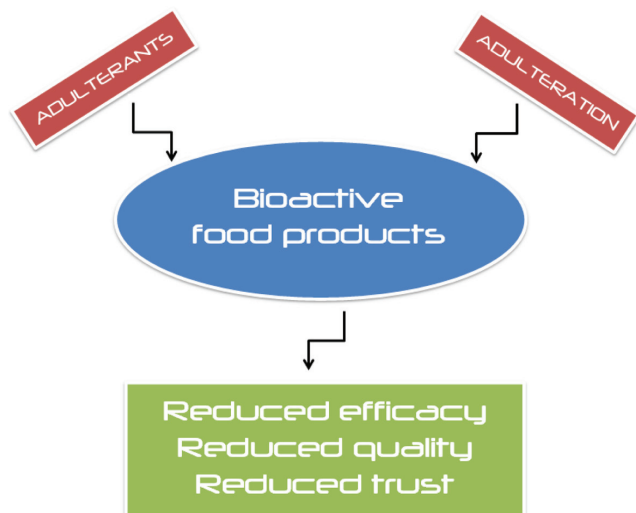 ADULTERANTS
ADULTERATION
Bioactive
food products
Reduced efficacy
Reduced quality
Reduced trust